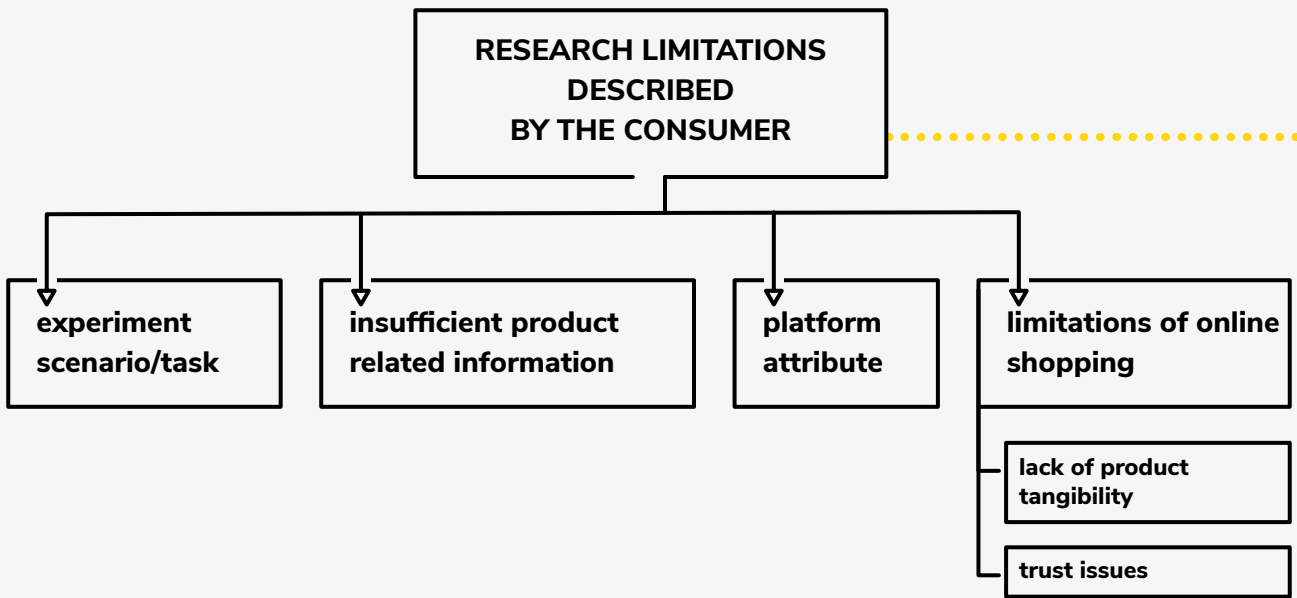 RESEARCH LIMITATIONS
DESCRIBED
BY THE CONSUMER
experiment
scenario/task
insufficient product
related information
platform
attribute
limitations of online
shopping
lack of product
tangibility
trust issues